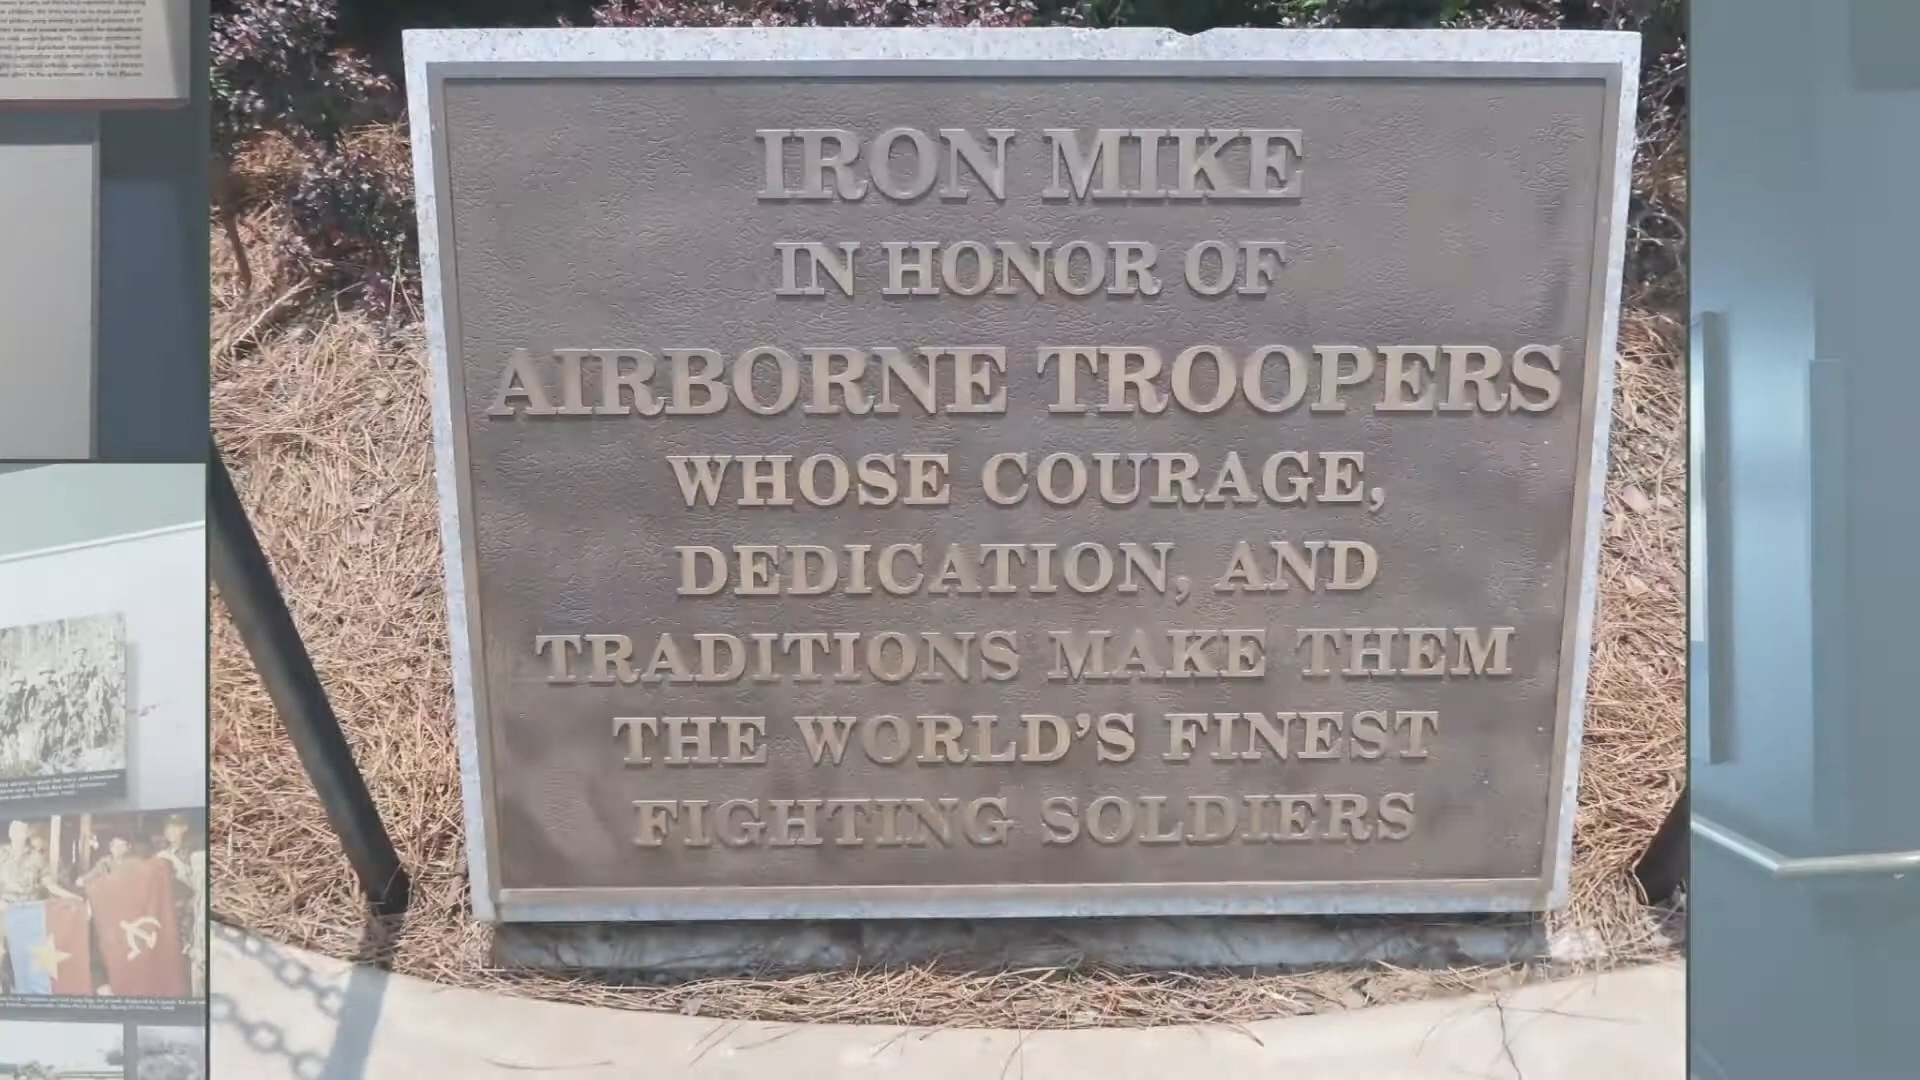 IRON MIKE
IN HONOR OF
AIRBORNE TROOPERS
WHOSE COURAGE,
DEDICATION, AND
TRADITIONS MAKE THEM
THE WORLD'S FINEST
FIGHTING SOLDIERS